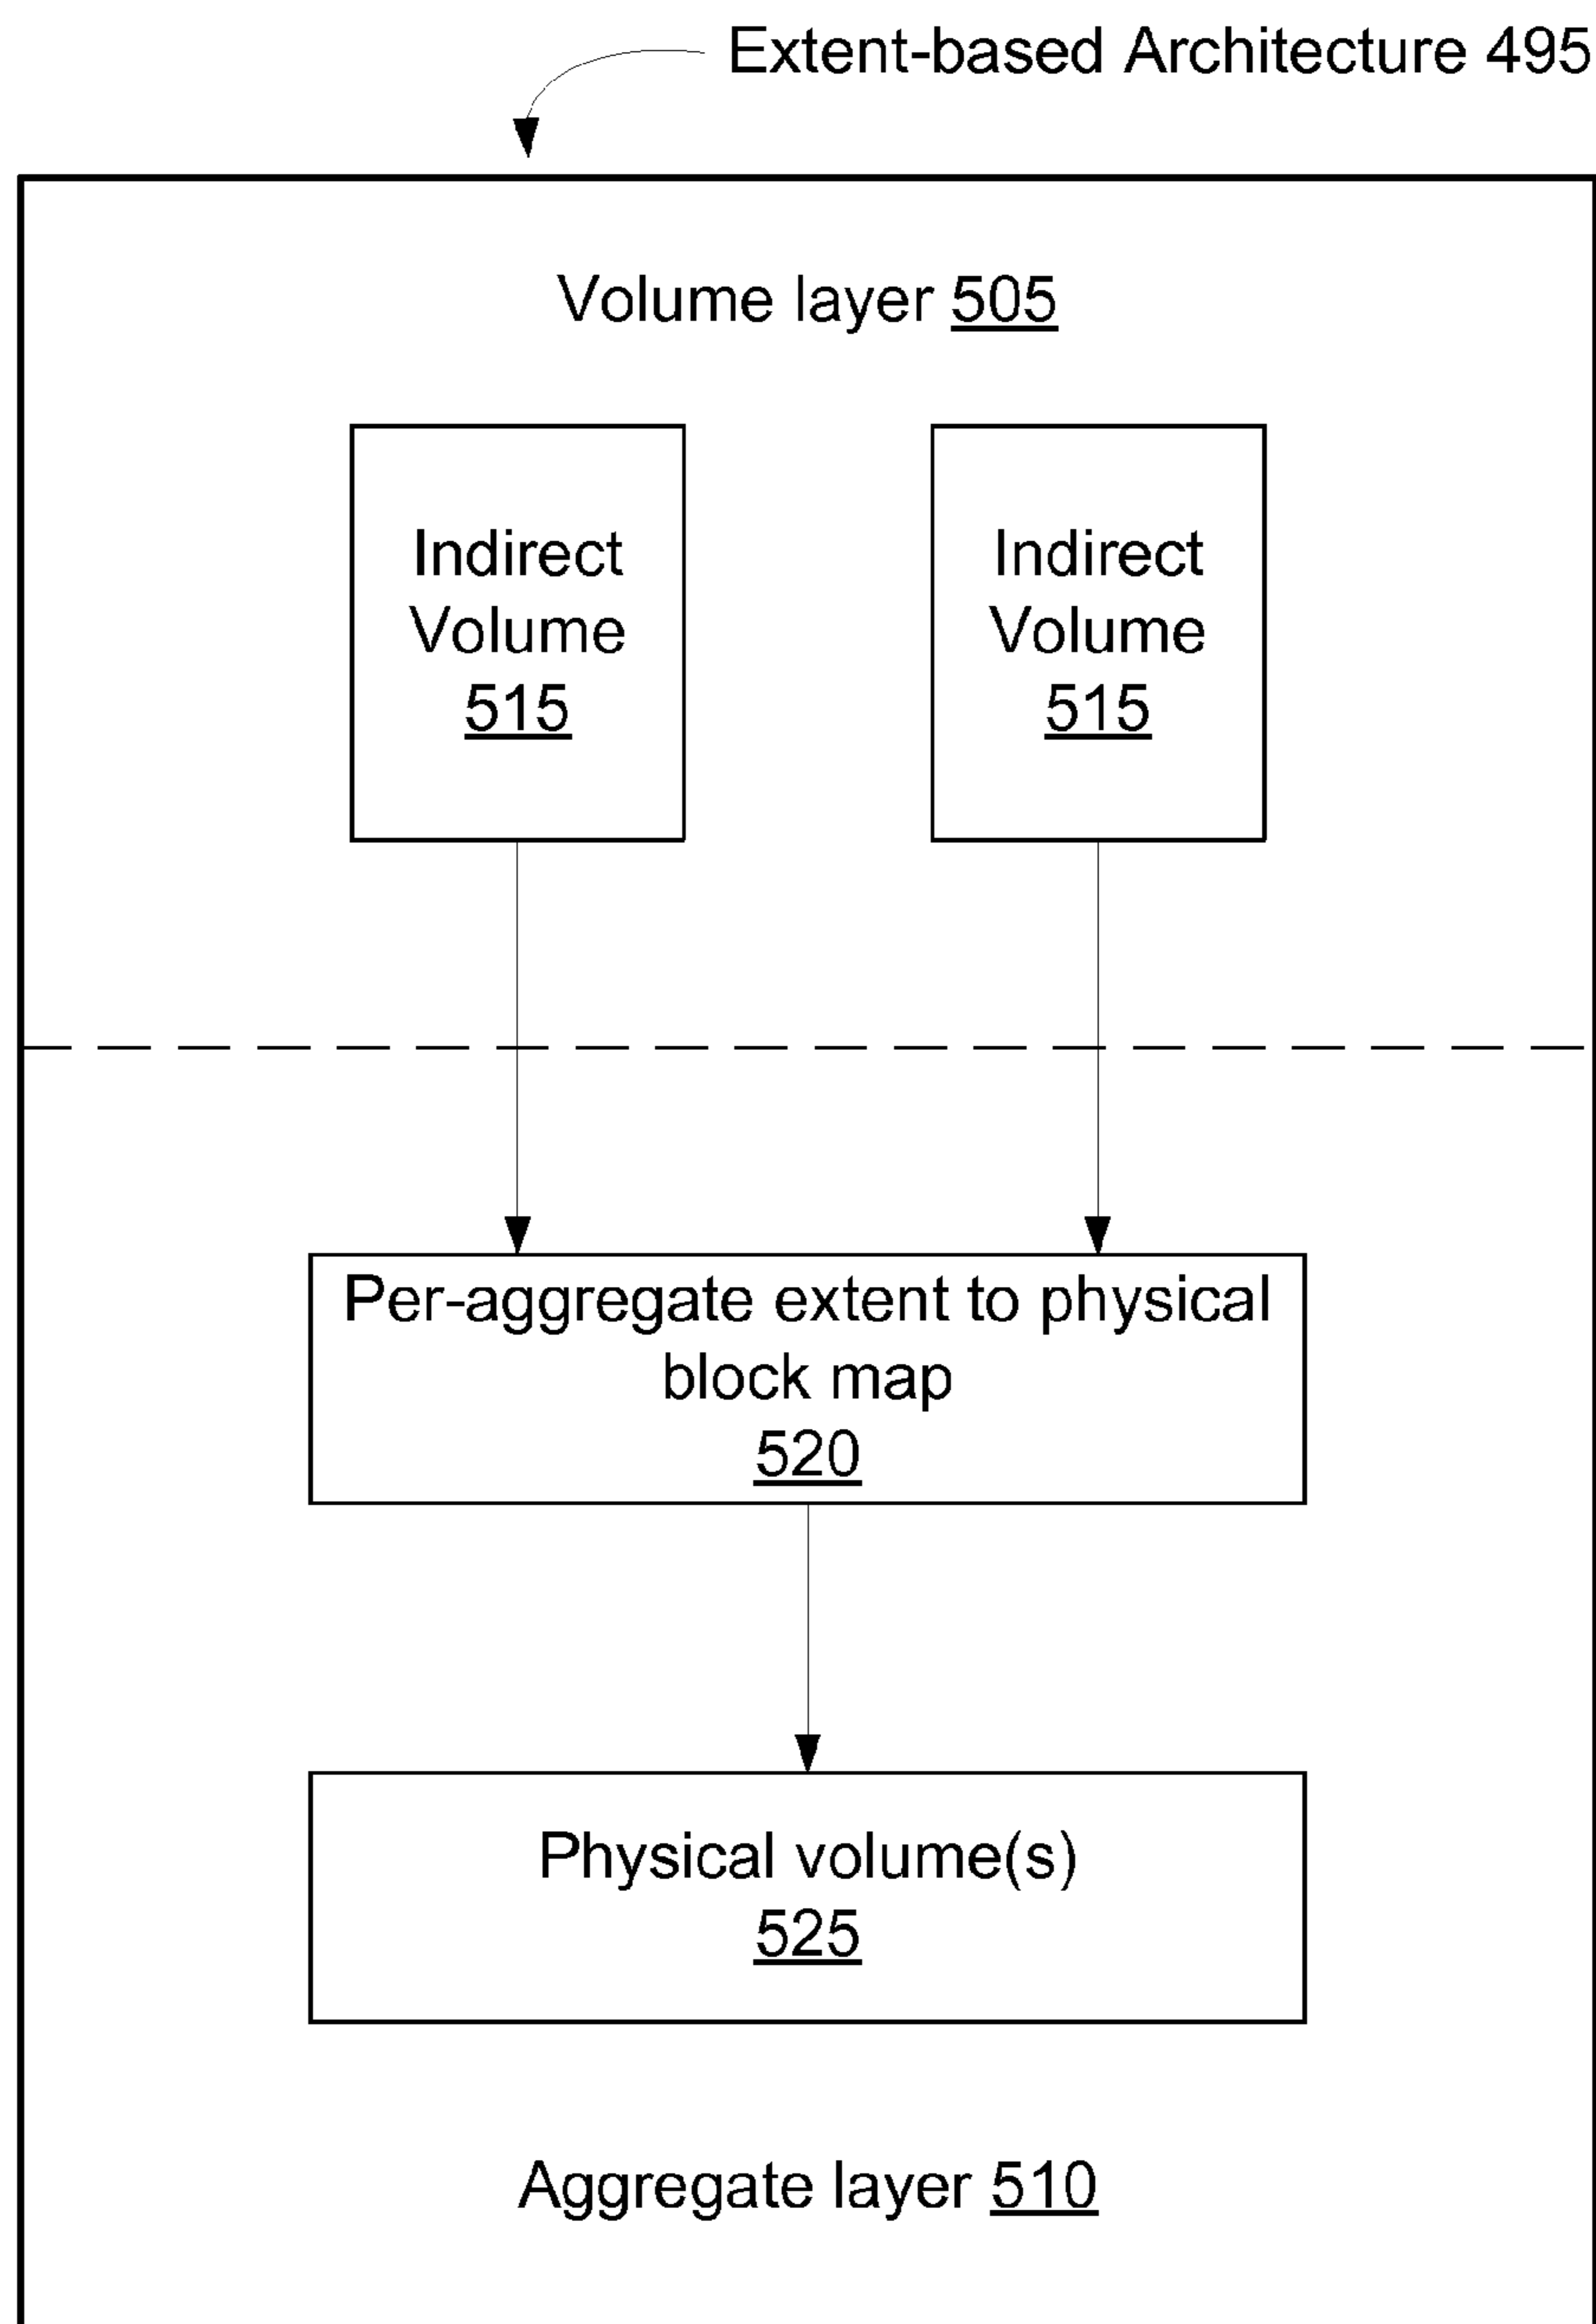 Extent-based Architecture 495
Volume layer 505
Indirect
Volume
515
Indirect
Volume
515
Per-aggregate extent to physical
block map
520
Physical volume(s)
525
Aggregate layer 510